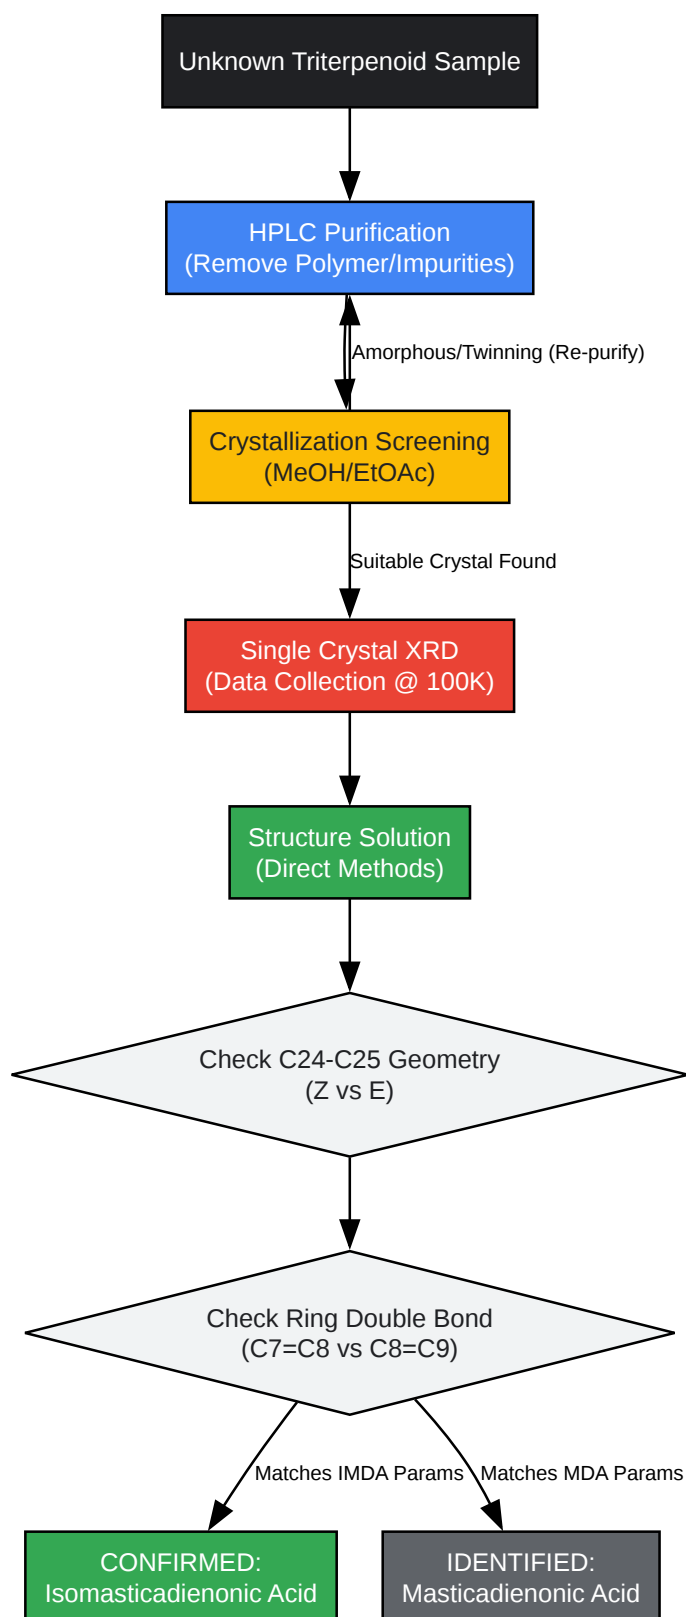 Unknown Triterpenoid Sample
HPLC Purification
(Remove Polymer/Impurities)
Amorphous/Twinning (Re-purify)
Crystallization Screening
(MeOH/EtOAc)
Suitable Crystal Found
Single Crystal XRD
(Data Collection @ 100K)
Structure Solution
(Direct Methods)
Check C24-C25 Geometry
(Z vs E)
Check Ring Double Bond
(C7=C8 vs C8=C9)
Matches IMDA Params
Matches MDA Params
CONFIRMED:
Isomasticadienonic Acid
IDENTIFIED:
Masticadienonic Acid